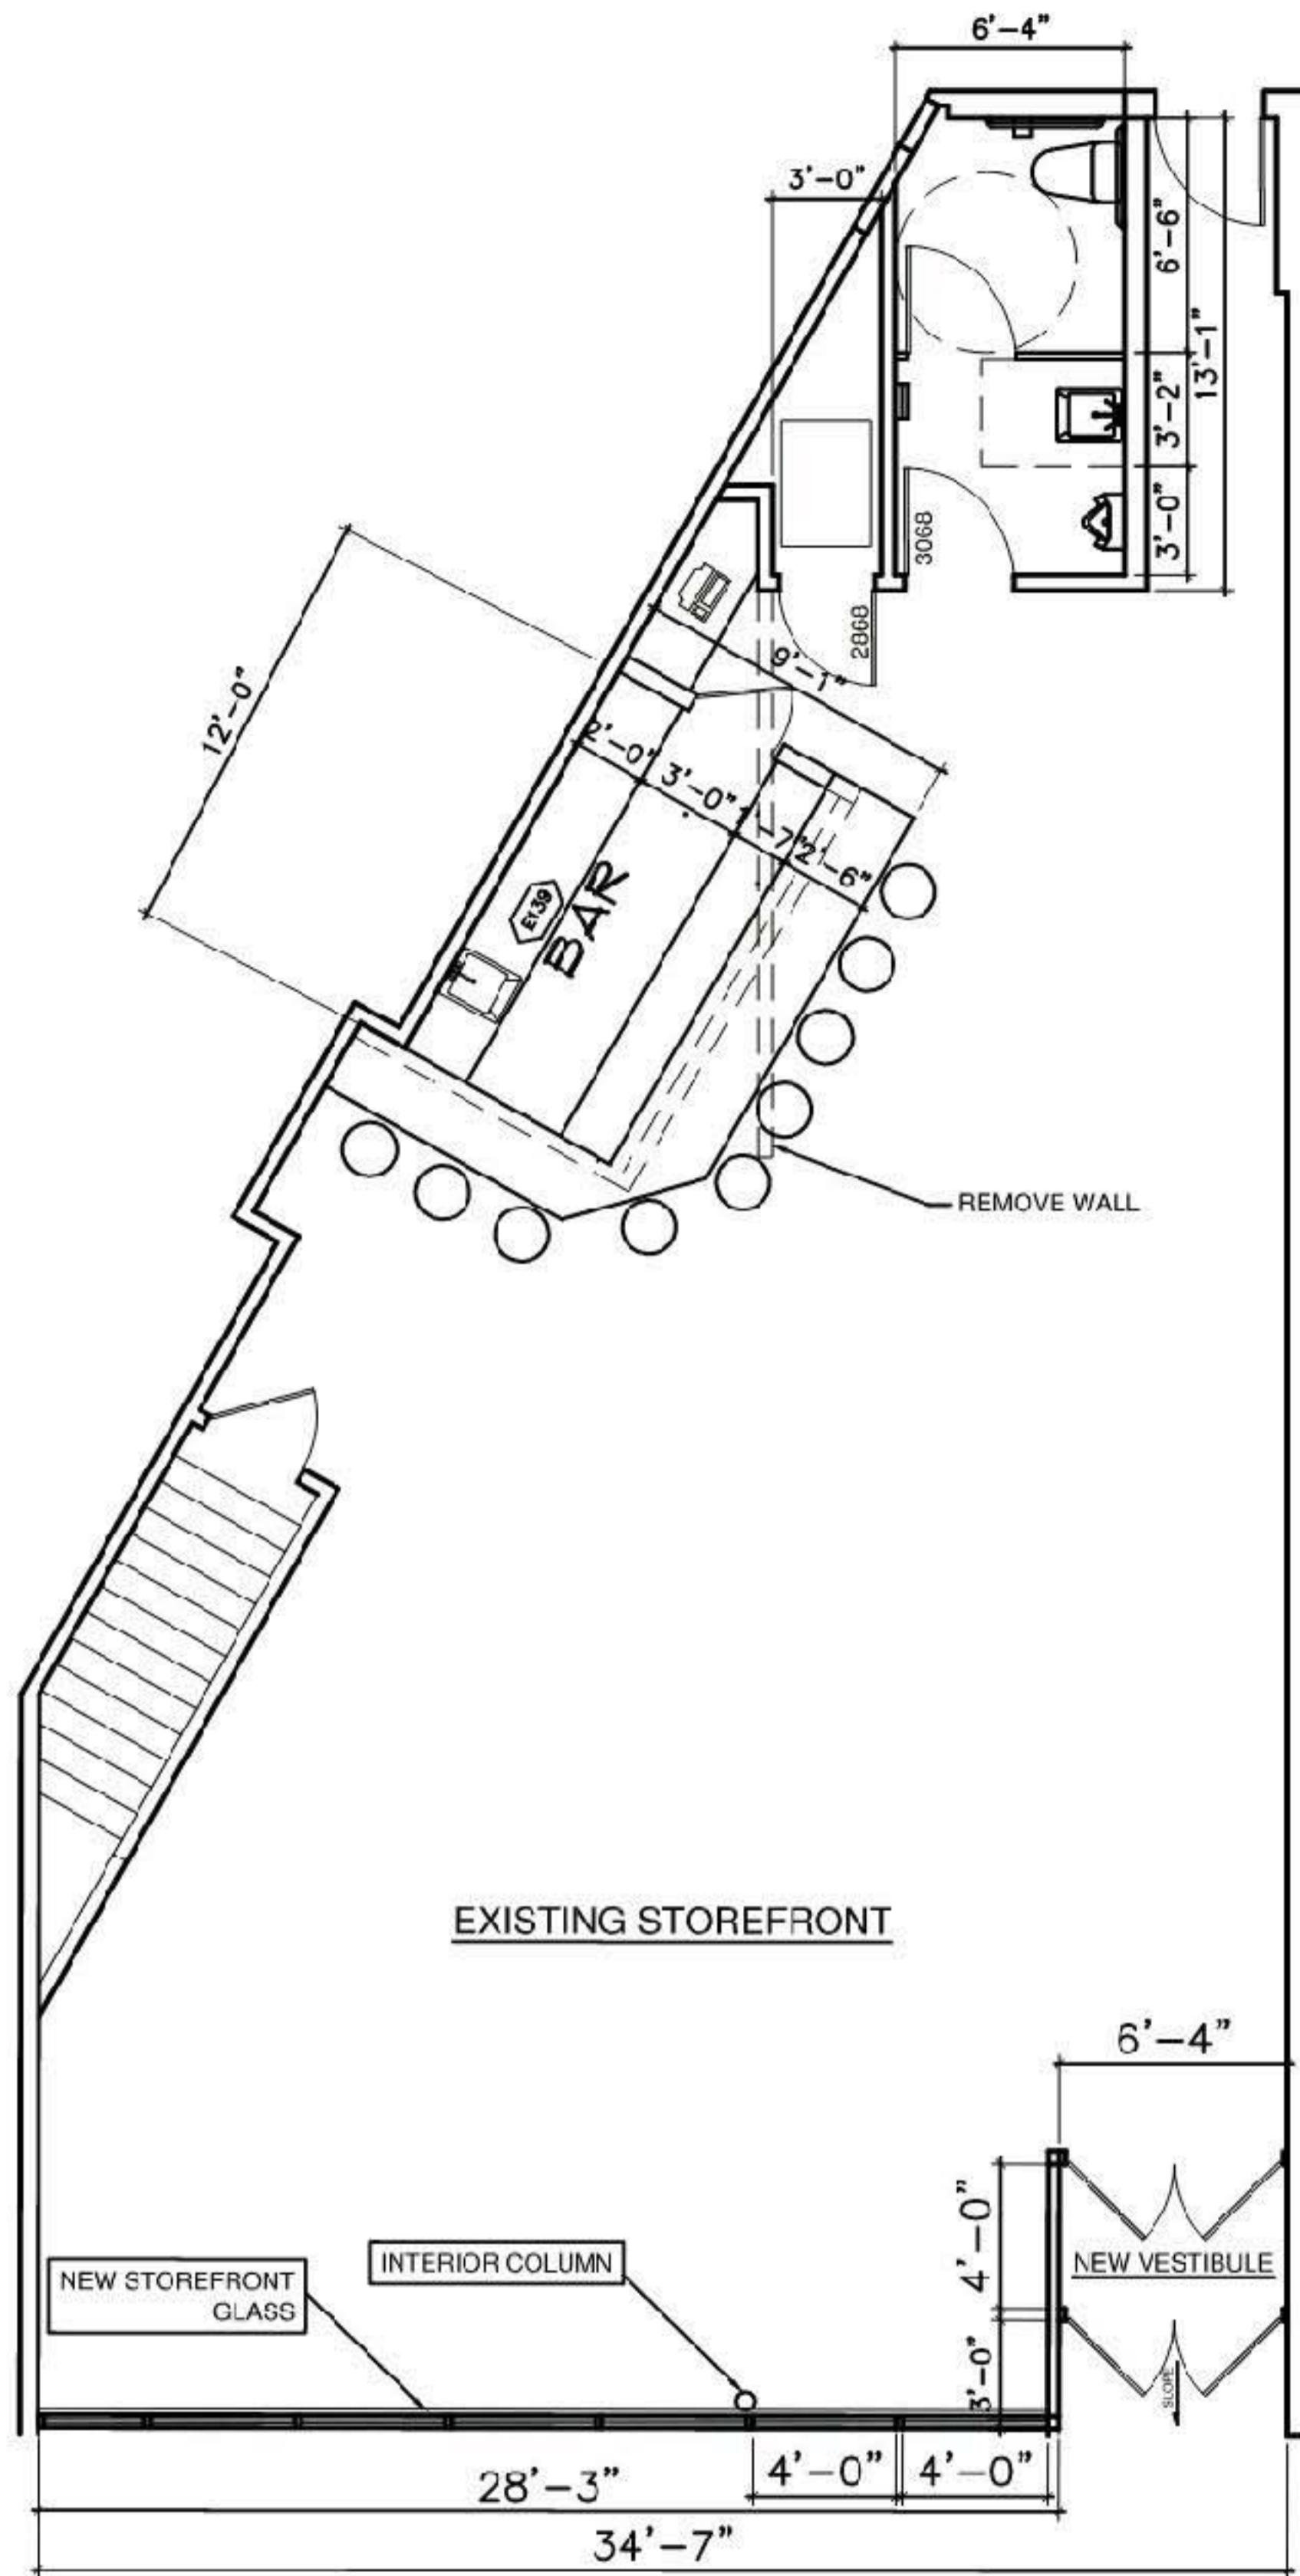 6'-4"
3'-0"
6'-6"
13'-1"
3'-2"
3'-0"
3068
2868
9'-1"
12'-0"
2'-0"
3'-0"
2'-6"
EY39
BAR
REMOVE WALL
EXISTING STOREFRONT
6'-4"
4'-0"
NEW VESTIBULE
INTERIOR COLUMN
NEW STOREFRONT
GLASS
3'-0"
SLOPE
4'-0"
4'-0"
28'-3"
34'-7"